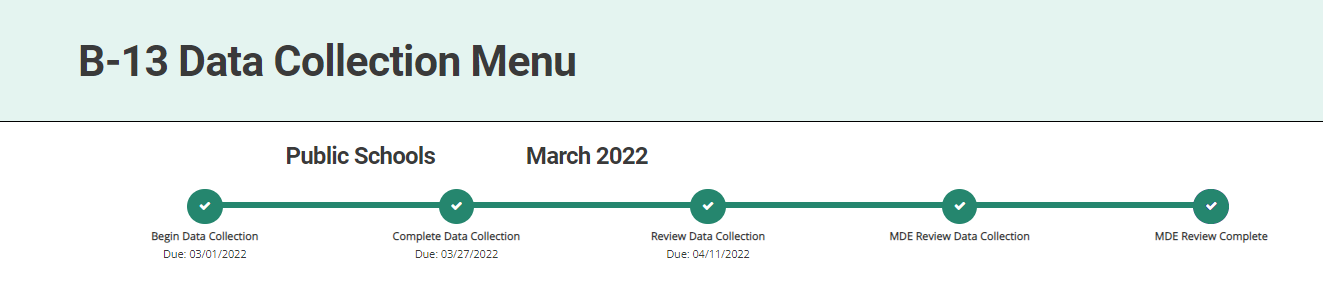 B-13 Data Collection Menu
Public Schools March 2022
Begin Data Collection
Due: 03/01/2022
Complete Data Collection
Due: 03/27/2022
Review Data Collection
Due: 04/11/2022
MDE Review Data Collection
MDE Review Complete